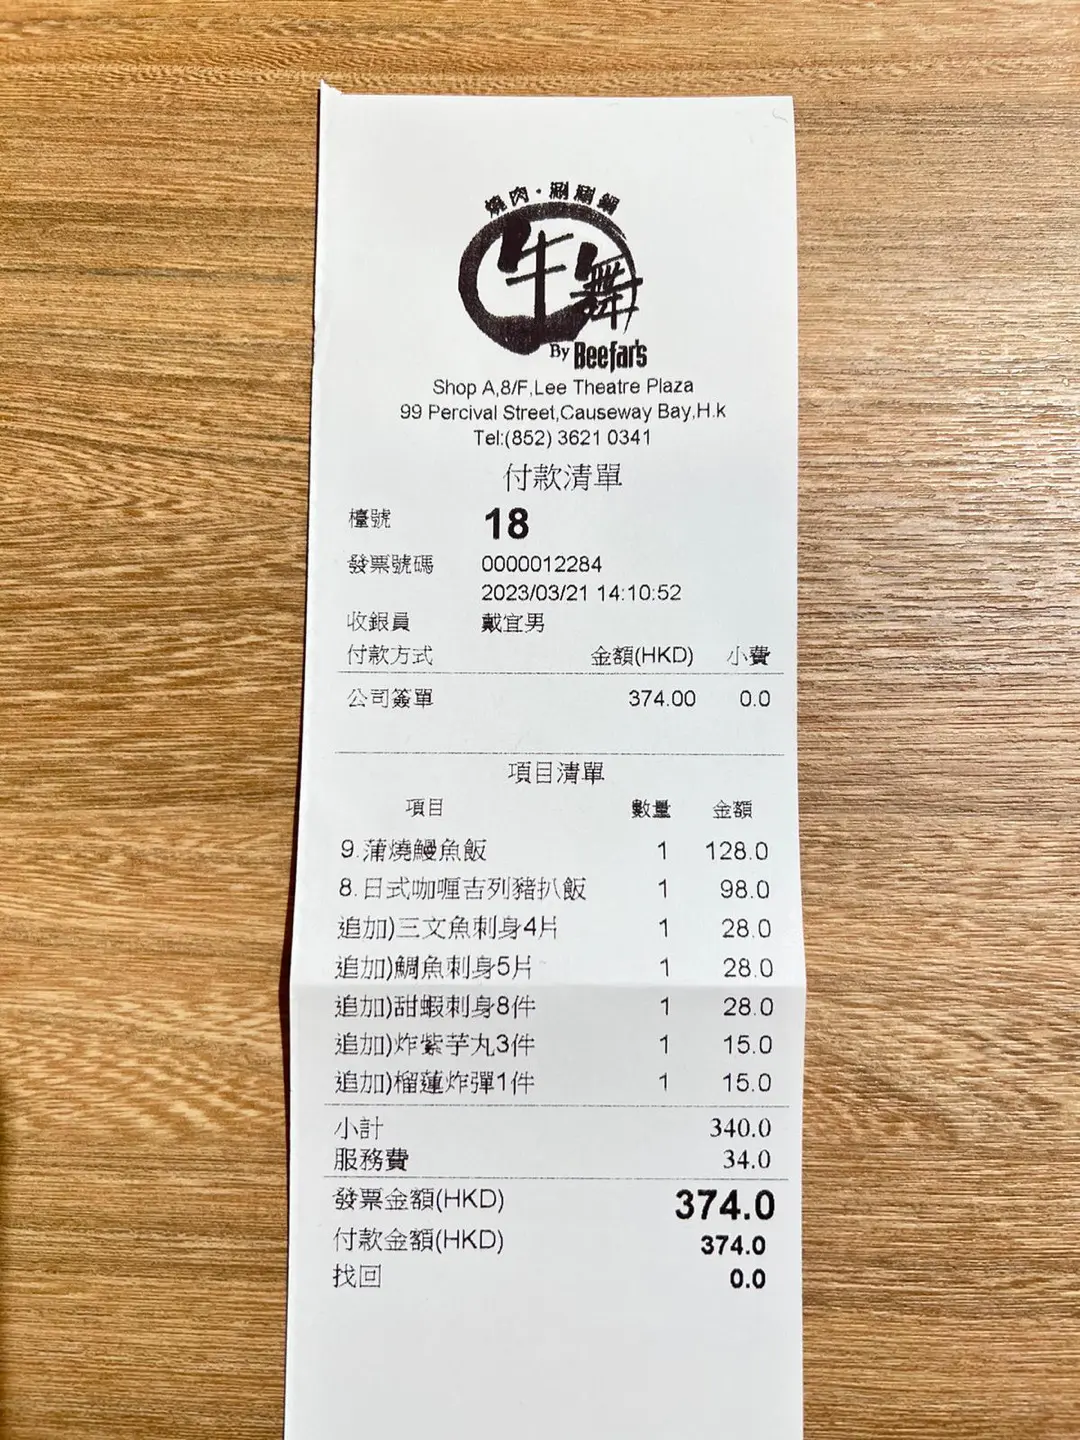 燒肉·涮涮鍋
牛舞
By Beefar's
Shop A,8/F,Lee Theatre Plaza
99 Percival Street,Causeway Bay,H.k
Tel:(852) 3621 0341
付款清單
檯號 18
發票號碼 0000012284
2023/03/21 14:10:52
收銀員 戴宜男
付款方式 金額(HKD) 小費
公司簽單 374.00 0.0
項目清單
項目 數量 金額
9.蒲燒鰻魚飯 1 128.0
8.日式咖喱吉列豬扒飯 1 98.0
追加)三文魚刺身4片 1 28.0
追加)鯛魚刺身5片 1 28.0
追加)甜蝦刺身8件 1 28.0
追加)炸紫芋丸3件 1 15.0
追加)榴蓮炸彈1件 1 15.0
小計 340.0
服務費 34.0
發票金額(HKD) 374.0
付款金額(HKD) 374.0
找回 0.0